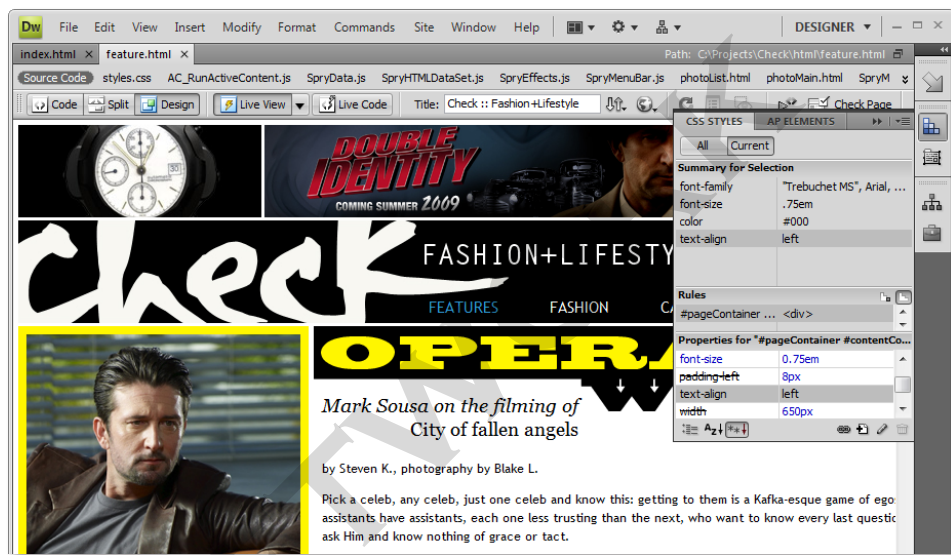 Dw File Edit View Insert Modify Format Commands Site Window Help DESIGNER
index.html × feature.html × Path: C:\Projects\Check\html\feature.html
Source Code styles.css AC_RunActiveContent.js SpryData.js SpryHTMLDataSet.js SpryEffects.js SpryMenuBar.js photoList.html photoMain.html SpryM
Code Split Design Live View Live Code Title: Check :: Fashion+Lifestyle Check Page
CSS STYLES AP ELEMENTS
All Current
Summary for Selection
font-family "Trebuchet MS", Arial, ...
font-size .75em
color #000
text-align left
Rules
#pageContainer ... <div>
Properties for "#pageContainer #contentCo...
font-size 0.75em
padding-left 8px
text-align left
width 650px
30
DOUBLE
IDENTITY
COMING SUMMER 2009
Check
FASHION+LIFESTY
FEATURES FASHION CA
OPERA
W
Mark Sousa on the filming of
City of fallen angels
by Steven K., photography by Blake L.
Pick a celeb, any celeb, just one celeb and know this: getting to them is a Kafka-esque game of ego
assistants have assistants, each one less trusting than the next, who want to know every last questio
ask Him and know nothing of grace or tact.